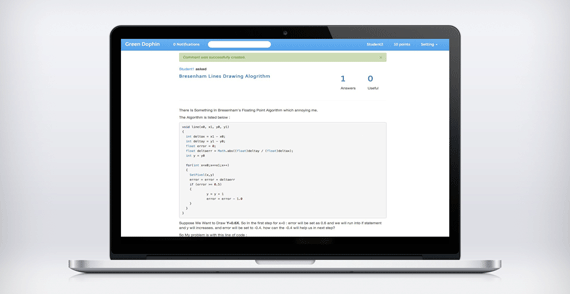 Green Dophin 0 Notifications Student3 10 points Setting
Comment was successfully created.
Student1 asked
Bresenham Lines Drawing Alogrithm
1 0
Answers Useful
There is Something in Bresenham's Floating Point Algorithm which annoying me.
The Algorithm is listed below :
void line(x0, x1, y0, y1)
{
int deltax = x1 - x0;
int deltay = y1 - y0;
float error = 0;
float deltaerr = Math.abs((float)deltay / (float)deltax);
int y = y0
for(int x=x0;x<x1;x++)
{
SetPixel(x,y)
error = error + deltaerr
if (error >= 0.5)
{
y = y + 1
error = error - 1.0
}
}
}
Suppose We Want to Draw So in the first step for x=0 : error will be set so 0.6 and we will run into if statement
and y will increases. and error will be set to -0.4. how can the -0.4 will help us in next step?
So My problem is with this line of code :